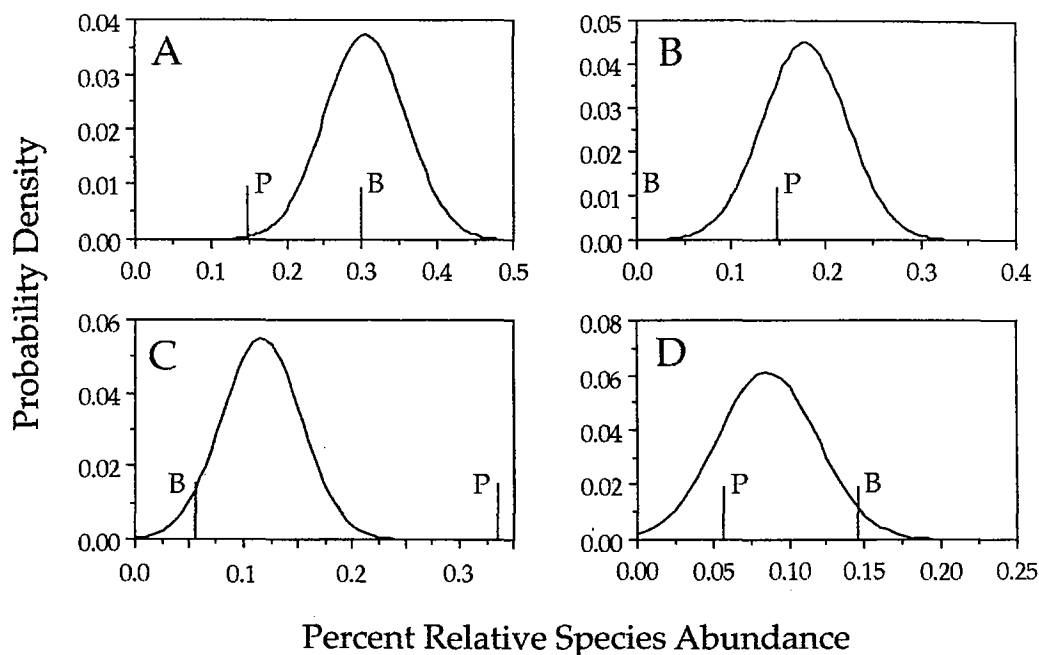 Probability Density
A
0.04
0.03
0.02
0.01
0.00
P
B
0.0 0.1 0.2 0.3 0.4 0.5
B
0.05
0.04
0.03
0.02
0.01
0.00
B
P
0.0 0.1 0.2 0.3 0.4
C
0.06
0.04
0.02
0.00
B
P
0.0 0.1 0.2 0.3
D
0.08
0.06
0.04
0.02
0.00
P
B
0.00 0.05 0.10 0.15 0.20 0.25
Percent Relative Species Abundance